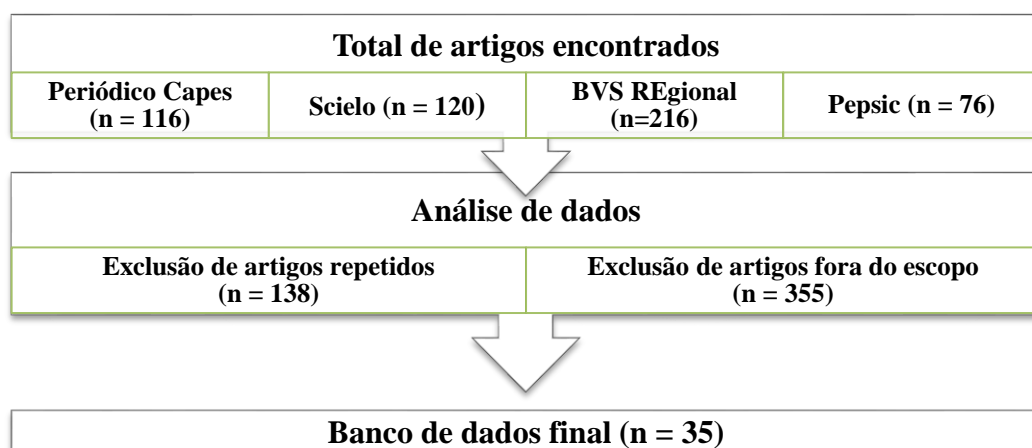 Total de artigos encontrados
Periódico Capes
(n = 116)
Scielo (n = 120)
BVS REgional
(n=216)
Pepsic (n = 76)
Análise de dados
Exclusão de artigos repetidos
(n = 138)
Exclusão de artigos fora do escopo
(n = 355)
Banco de dados final (n = 35)